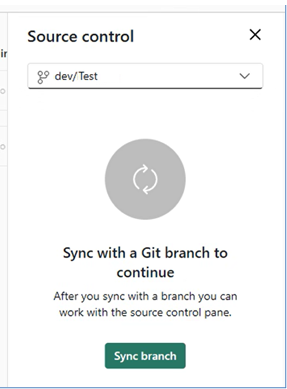 Source control
dev/Test
Sync with a Git branch to
continue
After you sync with a branch you can
work with the source control pane.
Sync branch